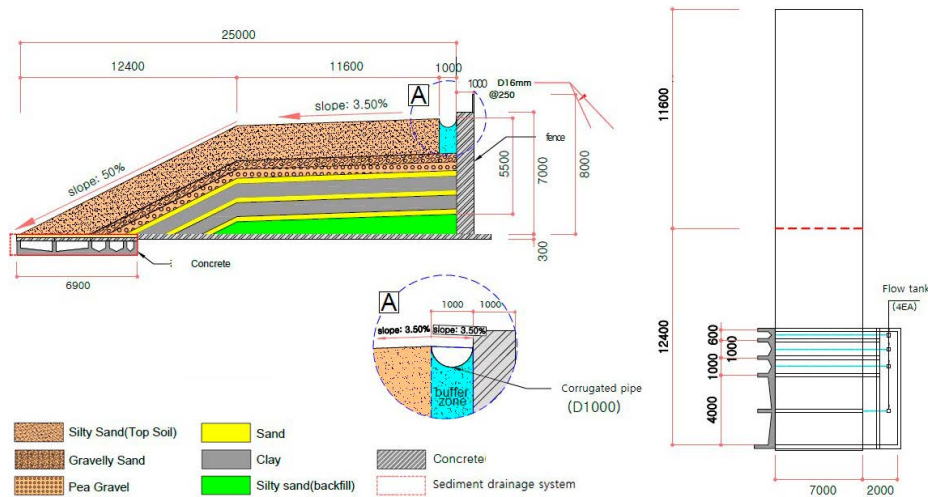 25000
12400
11600
1000
1000
D16mm
@250
A
slope: 3.50%
slope: 50%
fence
5500
7000
8000
300
Concrete
6900
A
1000
1000
slope: 3.50%
slope: 3.50%
buffer
zone
Corrugated pipe
(D1000)
Silty Sand(Top Soil)
Sand
Gravelly Sand
Clay
Concrete
Pea Gravel
Silty sand(backfill)
Sediment drainage system
11600
12400
600
1000
1000
4000
Flow tank
(4EA)
7000
2000